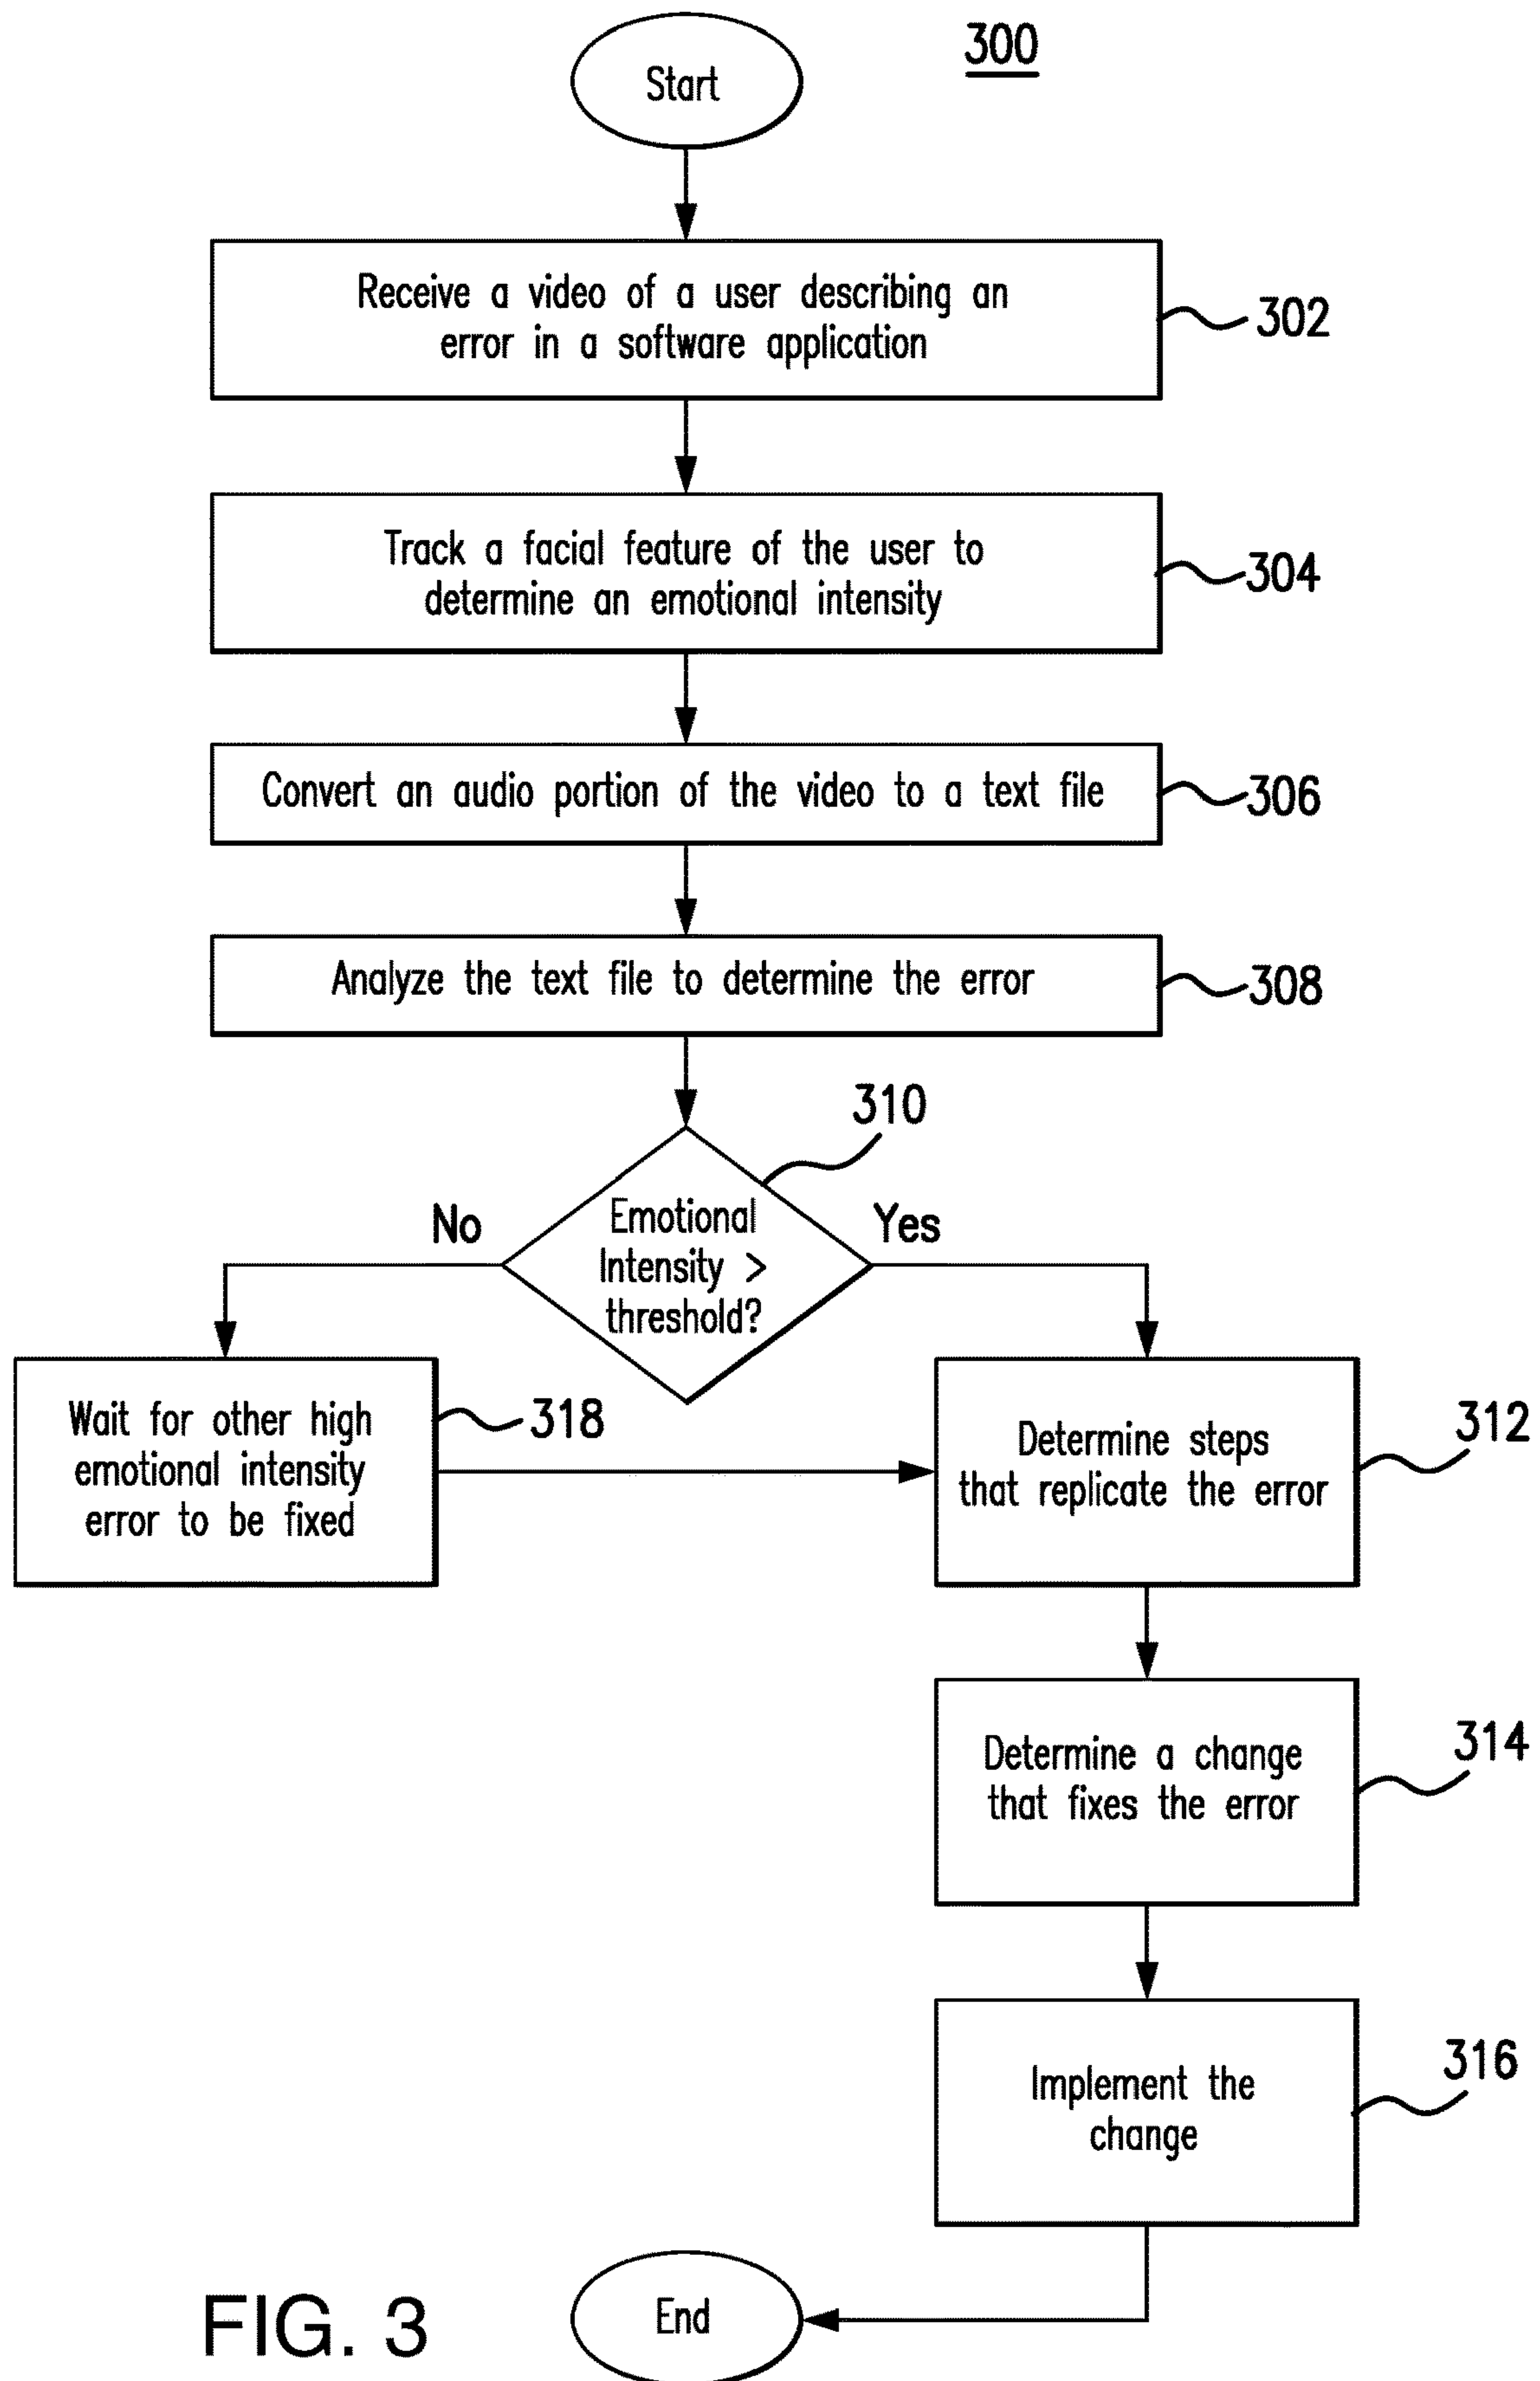 300
Start
Receive a video of a user describing an
error in a software application
302
Track a facial feature of the user to
determine an emotional intensity
304
Convert an audio portion of the video to a text file
306
Analyze the text file to determine the error
308
310
No
Emotional
Intensity >
threshold?
Yes
Wait for other high
emotional intensity
error to be fixed
318
Determine steps
that replicate the error
312
Determine a change
that fixes the error
314
Implement the
change
316
End
FIG. 3